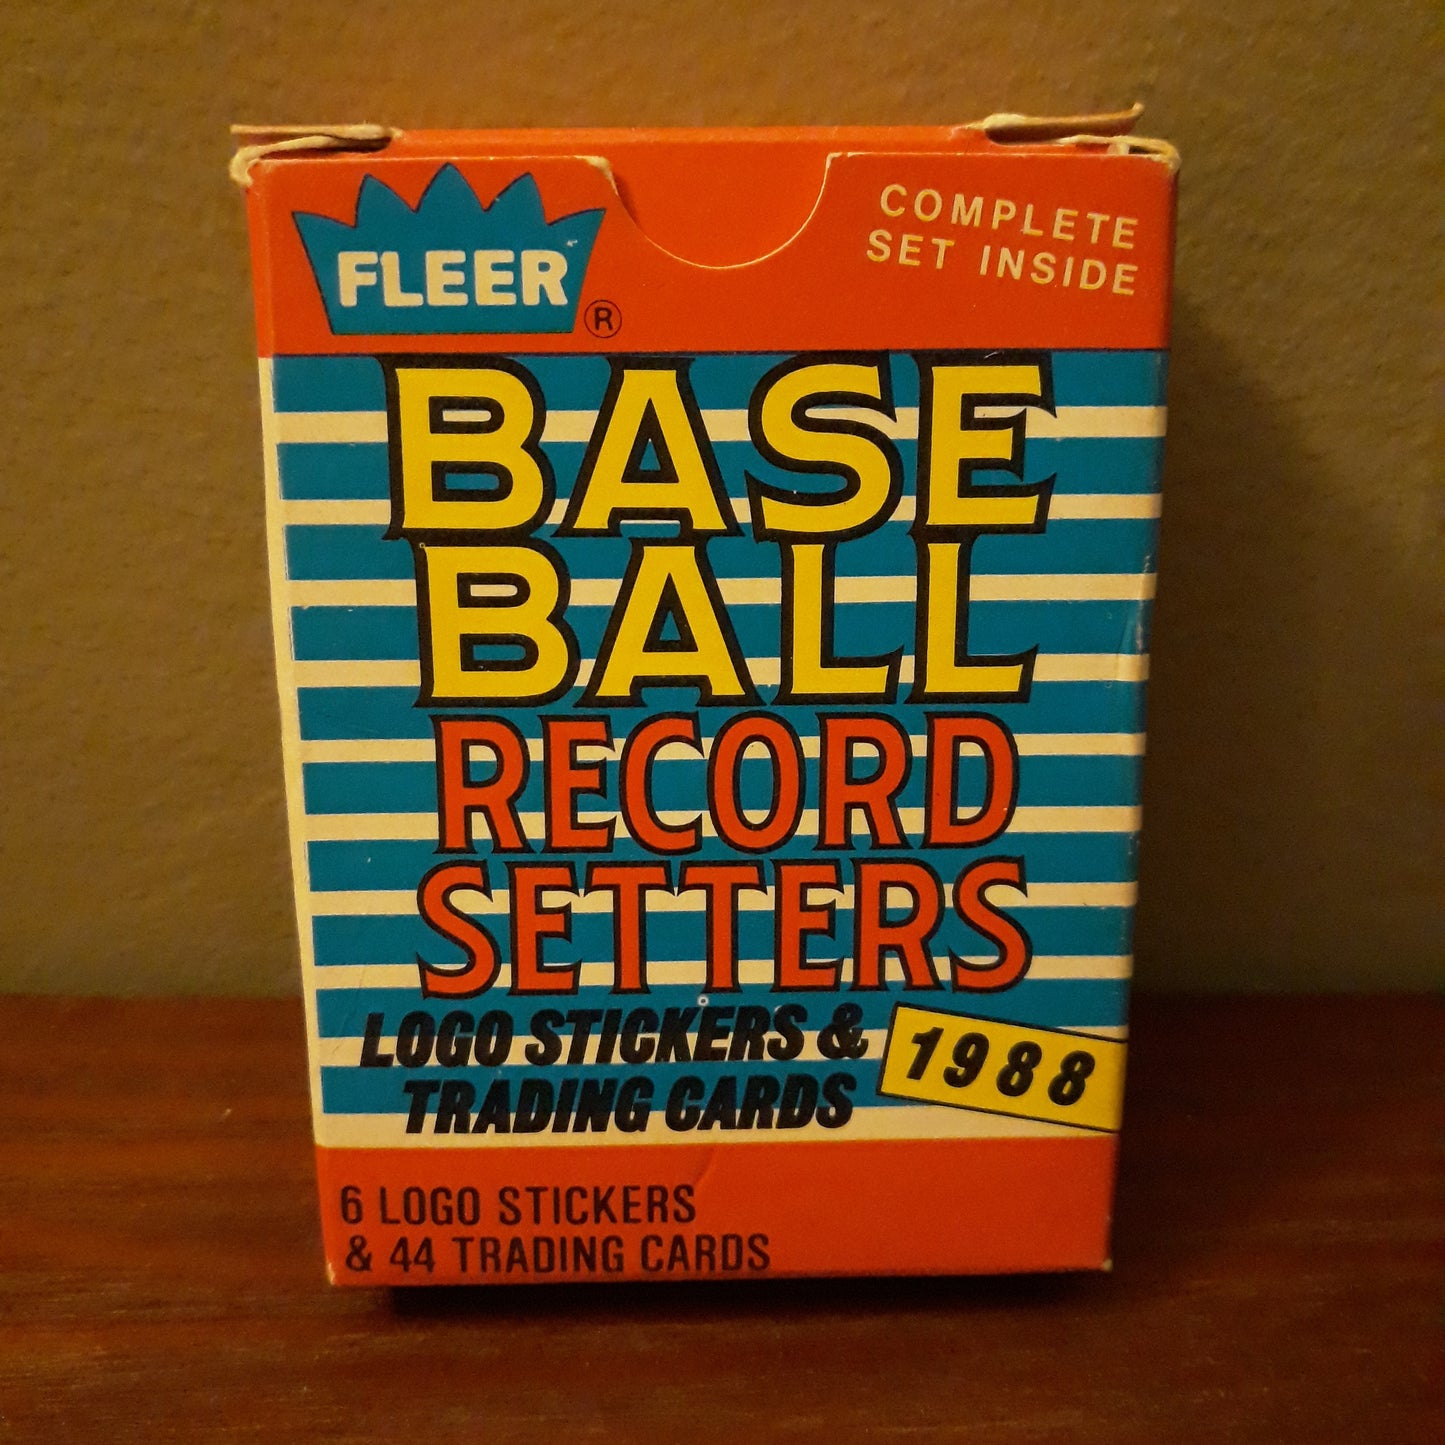 FLEER
®
COMPLETE
SET INSIDE
BASE
BALL
RECORD
SETTERS
LOGO STICKERS &
TRADING CARDS
1988
6 LOGO STICKERS
& 44 TRADING CARDS